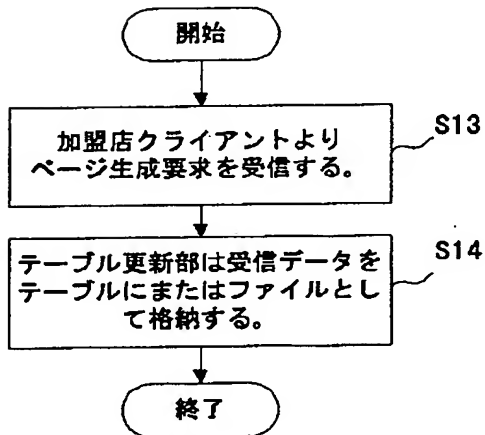 開始
加盟店クライアントより
ページ生成要求を受信する。
S13
テーブル更新部は受信データを
テーブルにまたはファイルとし
て格納する。
S14
終了